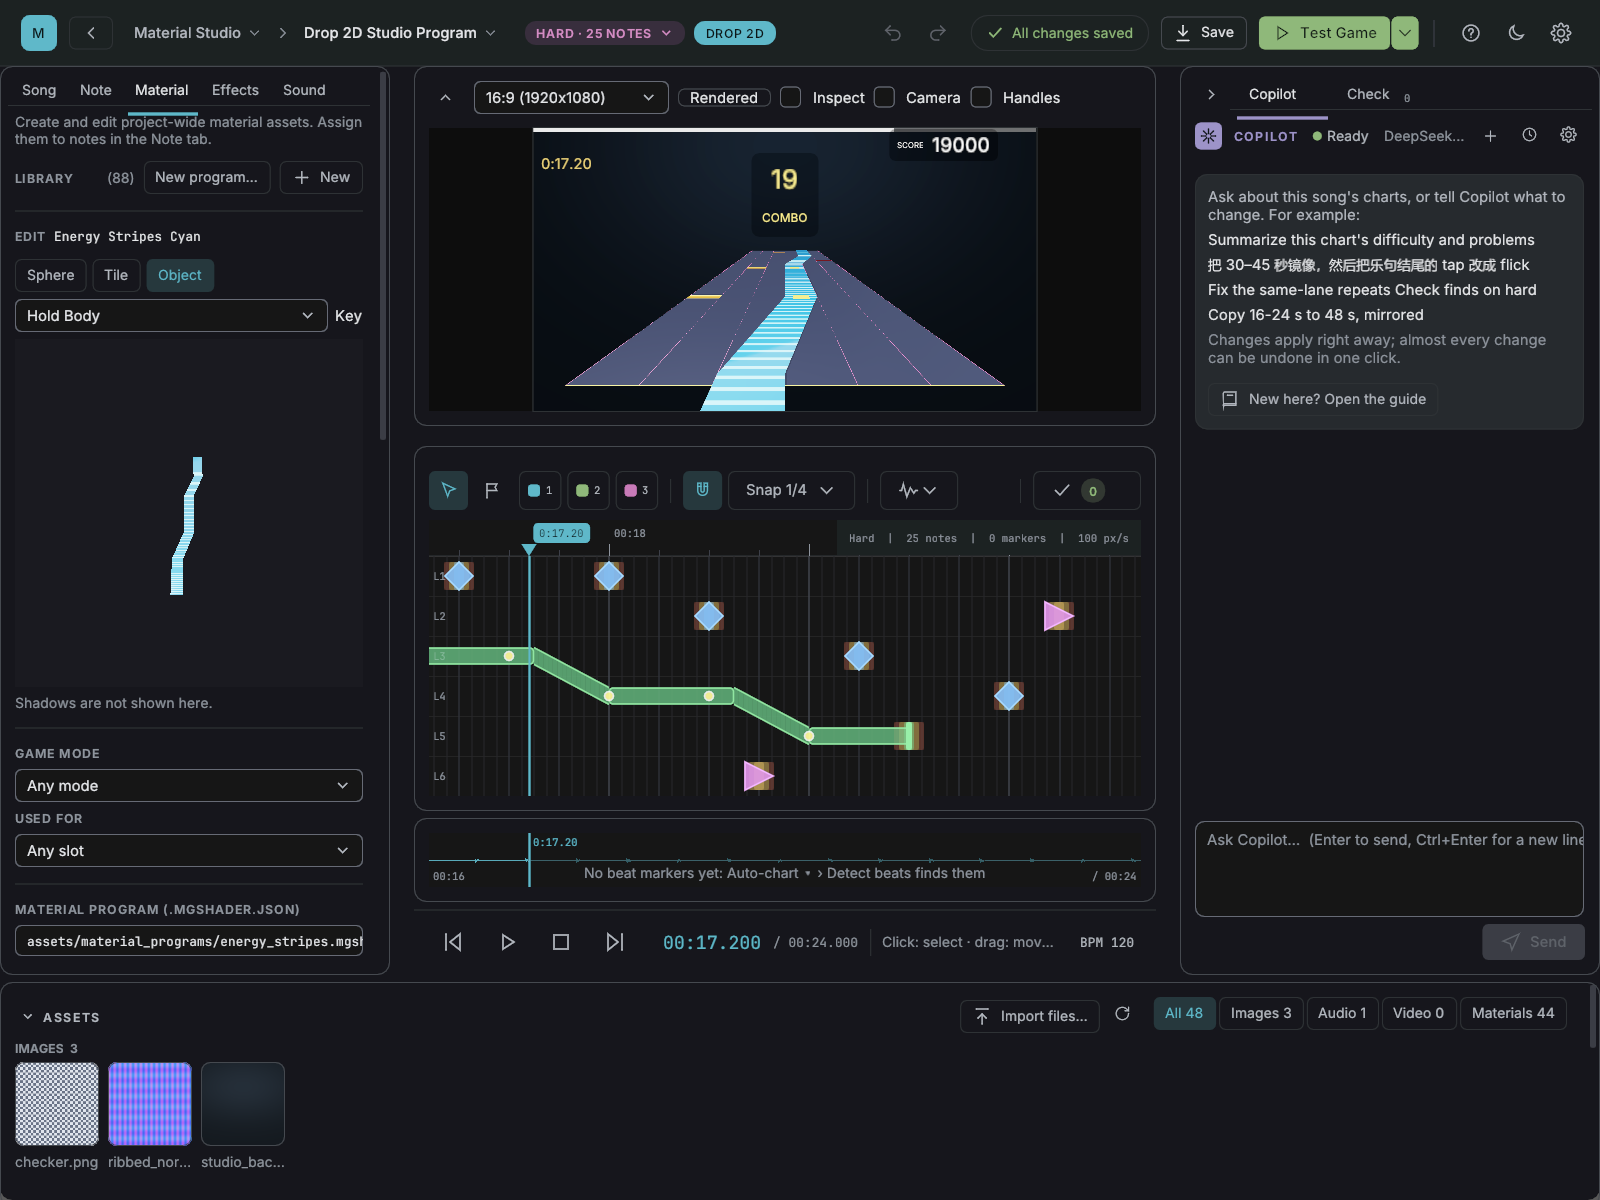 M
Material Studio
Drop 2D Studio Program
HARD · 25 NOTES
DROP 2D
All changes saved
Save
Test Game
Song Note Material Effects Sound
Create and edit project-wide material assets. Assign
them to notes in the Note tab.
LIBRARY (88) New program... New
EDIT Energy Stripes Cyan
Sphere Tile Object
Hold Body Key
Shadows are not shown here.
GAME MODE
Any mode
USED FOR
Any slot
MATERIAL PROGRAM (.MGSHADER.JSON)
assets/material_programs/energy_stripes.mgsh
16:9 (1920x1080) Rendered Inspect Camera Handles
SCORE 19000
0:17.20
19
COMBO
1 2 3 Snap 1/4 0
0:17.20 00:18 Hard | 25 notes | 0 markers | 100 px/s
L1
L2
L3
L4
L5
L6
0:17.20
00:16 No beat markers yet: Auto-chart ▾ › Detect beats finds them / 00:24
00:17.200 / 00:24.000 Click: select · drag: mov... BPM 120
Copilot Check 0
COPILOT Ready DeepSeek...
Ask about this song's charts, or tell Copilot what to
change. For example:
Summarize this chart's difficulty and problems
把 30–45 秒镜像，然后把乐句结尾的 tap 改成 flick
Fix the same-lane repeats Check finds on hard
Copy 16-24 s to 48 s, mirrored
Changes apply right away; almost every change
can be undone in one click.
New here? Open the guide
Ask Copilot... (Enter to send, Ctrl+Enter for a new line
Send
ASSETS Import files... All 48 Images 3 Audio 1 Video 0 Materials 44
IMAGES 3
checker.png ribbed_nor... studio_bac...